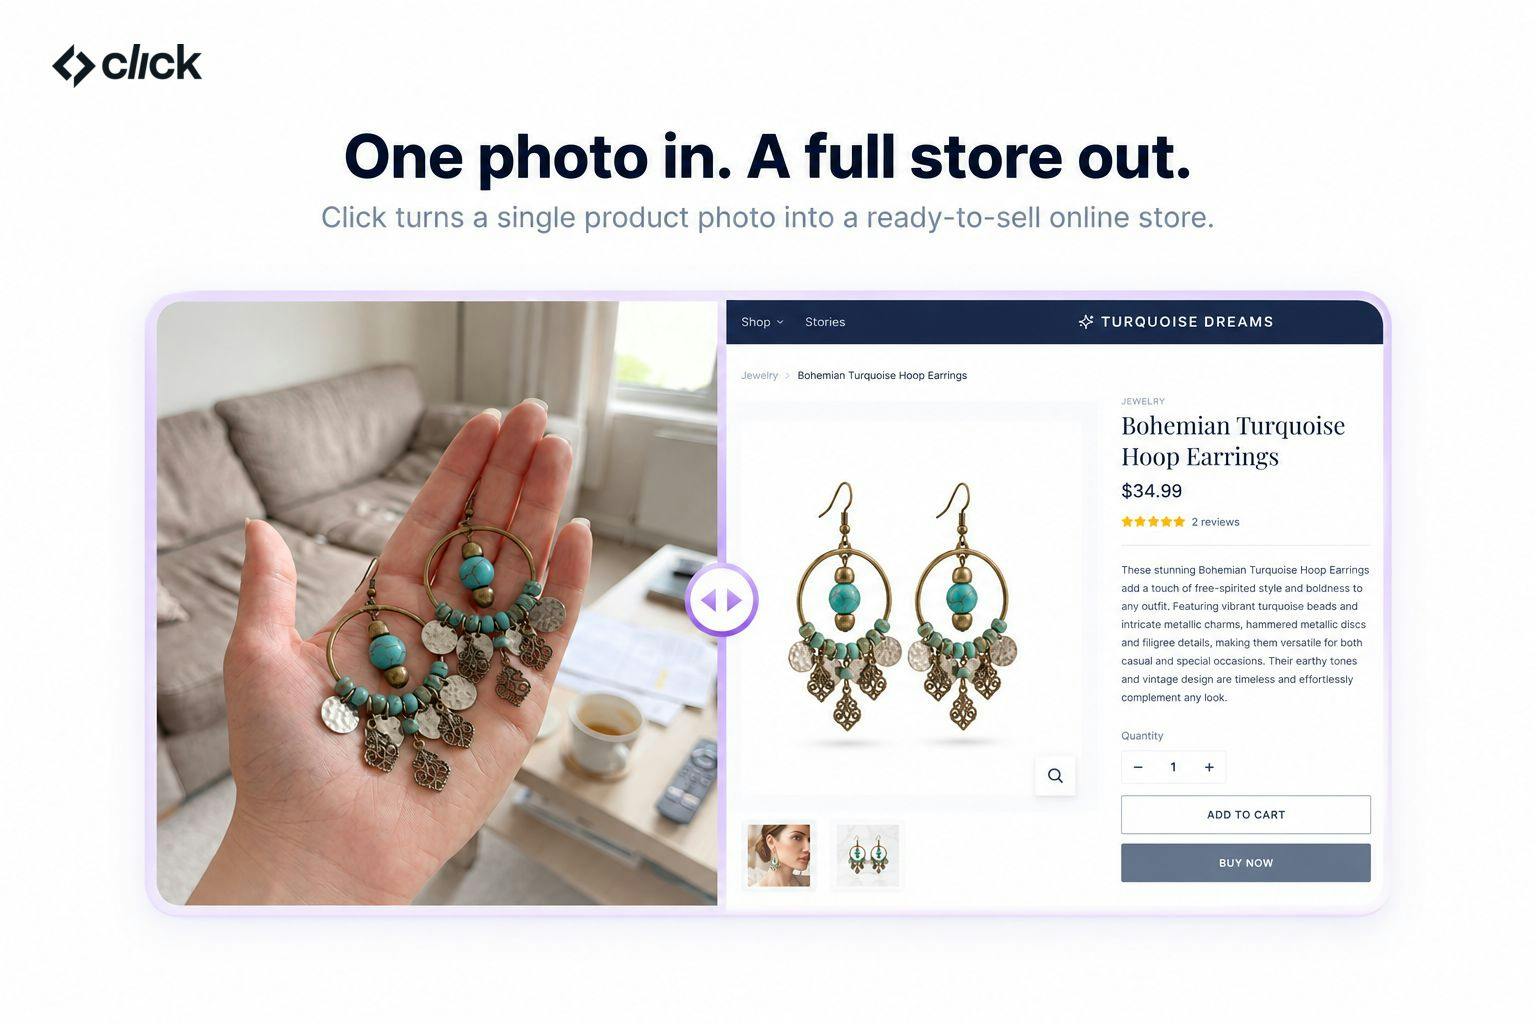 click
One photo in. A full store out.
Click turns a single product photo into a ready-to-sell online store.
Shop
Stories
TURQUOISE DREAMS
Jewelry > Bohemian Turquoise Hoop Earrings
JEWELRY
Bohemian Turquoise
Hoop Earrings
$34.99
2 reviews
These stunning Bohemian Turquoise Hoop Earrings
add a touch of free-spirited style and boldness to
any outfit. Featuring vibrant turquoise beads and
intricate metallic charms, hammered metallic discs
and filigree details, making them versatile for both
casual and special occasions. Their earthy tones
and vintage design are timeless and effortlessly
complement any look.
Quantity
− 1 +
ADD TO CART
BUY NOW